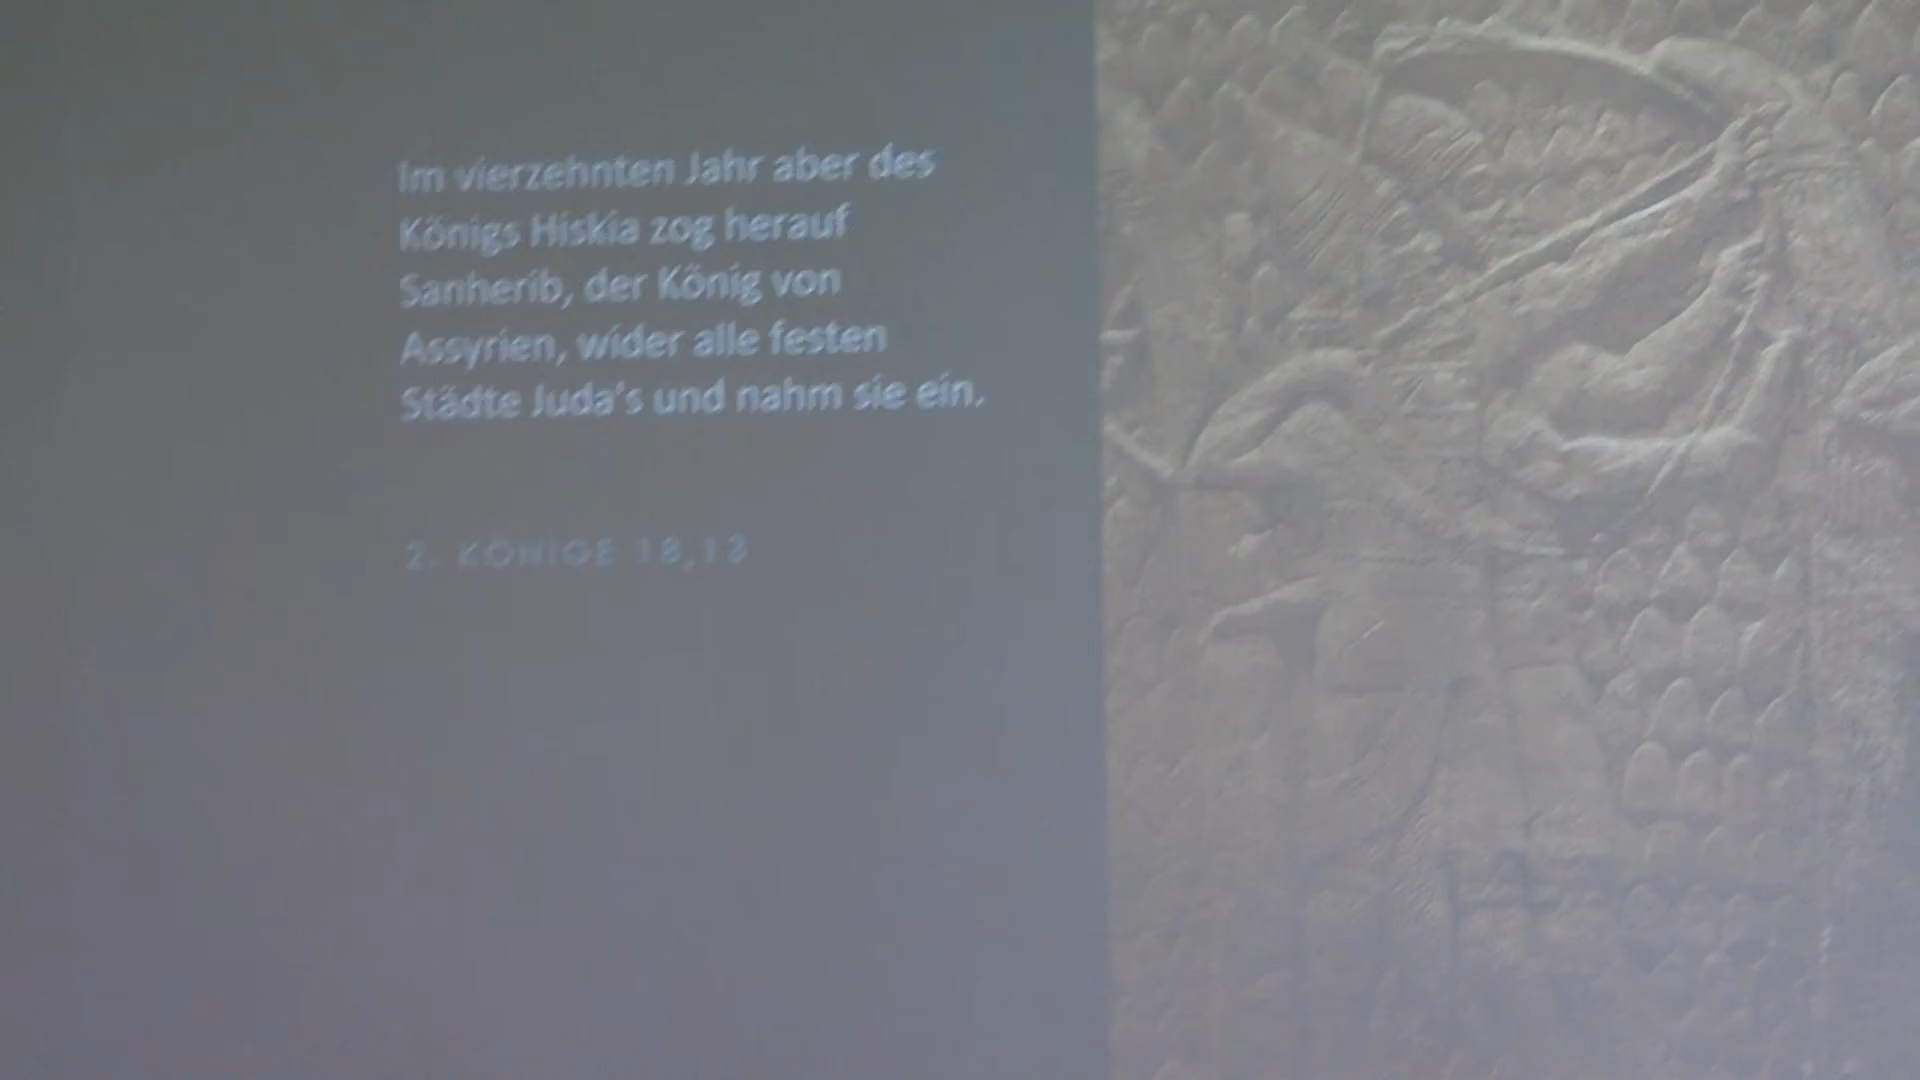 Im vierzehnten Jahr aber des
Königs Hiskia zog herauf
Sanherib, der König von
Assyrien, wider alle festen
Städte Juda's und nahm sie ein.
2. KÖNIGE 18,13